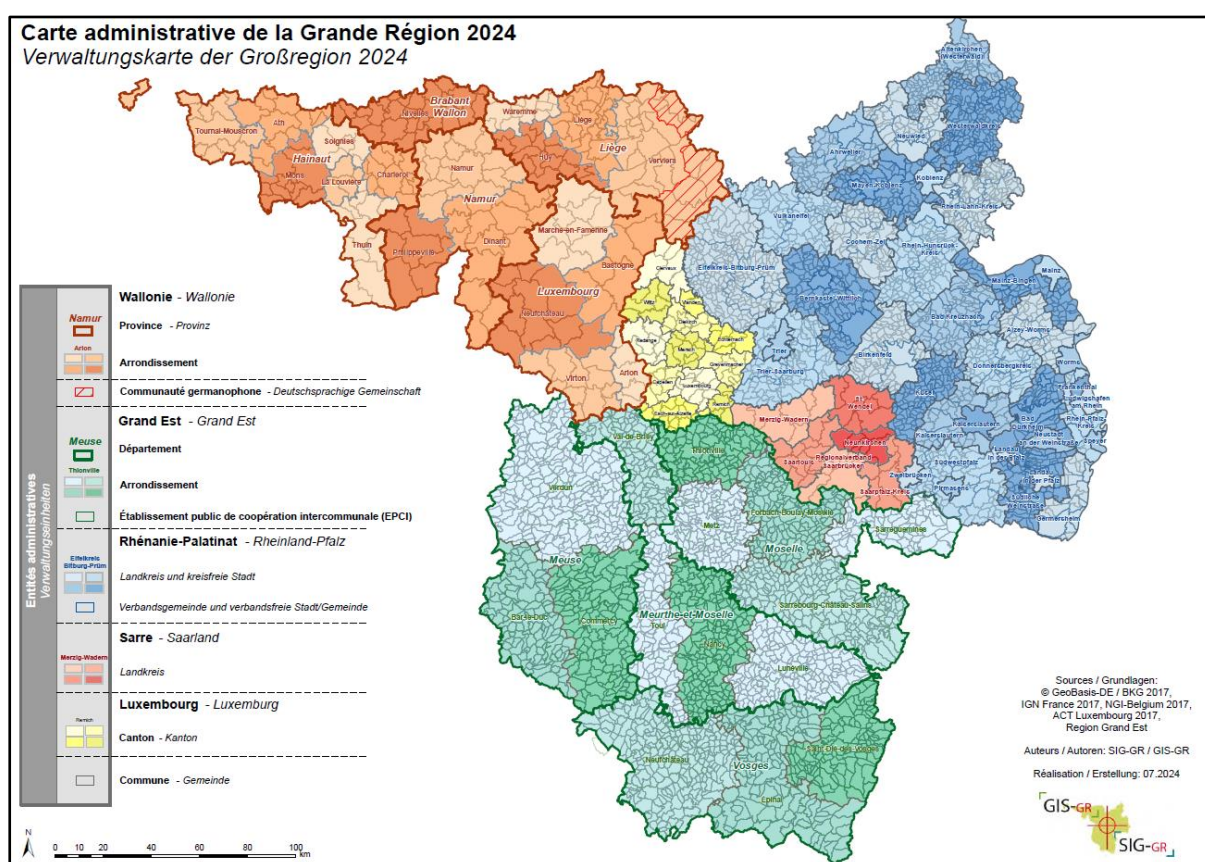 Carte administrative de la Grande Région 2024
Verwaltungskarte der Großregion 2024
Entités administratives
Verwaltungseinheiten
Wallonie - Wallonie
Namur
Province - Provinz
Arlon
Arrondissement
Communauté germanophone - Deutschsprachige Gemeinschaft
Grand Est - Grand Est
Meuse
Département
Thionville
Arrondissement
Établissement public de coopération intercommunale (EPCI)
Rhénanie-Palatinat - Rheinland-Pfalz
Eifelkreis
Bitburg-Prüm
Landkreis und kreisfreie Stadt
Verbandsgemeinde und verbandsfreie Stadt/Gemeinde
Sarre - Saarland
Merzig-Wadern
Landkreis
Luxembourg - Luxemburg
Remich
Canton - Kanton
Commune - Gemeinde
N
0 5 10 20 40 60 80 100
km
Tournai-Mouscron
Ath
Soignies
Hainaut
Mons
La Louvière
Charleroi
Thuin
Philippeville
Nivelles
Brabant
Wallon
Namur
Namur
Dinant
Waremme
Huy
Liège
Liège
Verviers
Marche-en-Famenne
Bastogne
Luxembourg
Neufchâteau
Virton
Arlon
Clervaux
Wiltz
Vianden
Diekirch
Redange
Mersch
Echternach
Grevenmacher
Capellen
Luxembourg
Remich
Esch-sur-Alzette
Altenkirchen
(Westerwald)
Westerwaldkreis
Neuwied
Ahrweiler
Mayen-Koblenz
Koblenz
Rhein-Lahn-Kreis
Vulkaneifel
Cochem-Zell
Rhein-Hunsrück-
Kreis
Eifelkreis-Bitburg-Prüm
Bernkastel-Wittlich
Mainz-Bingen
Mainz
Bad Kreuznach
Alzey-Worms
Birkenfeld
Trier
Trier-Saarburg
Donnersbergkreis
Worms
Kusel
Frankenthal
Ludwigshafen
am Rhein
Rhein-Pfalz
Kreis
Speyer
Bad
Dürkheim
Neustadt
an der Weinstraße
Kaiserslautern
Kaiserslautern
Landau
in der Pfalz
Landau
in der Pfalz
Südwestpfalz
Zweibrücken
Pirmasens
Südliche
Weinstraße
Germersheim
Merzig-Wadern
St.
Wendel
Neunkirchen
Saarlouis
Regionalverband
Saarbrücken
Saarpfalz-Kreis
Val-de-Briey
Thionville
Verdun
Metz
Forbach-Boulay-Moselle
Moselle
Sarreguemines
Meuse
Bar-le-Duc
Commercy
Meurthe-et-Moselle
Toul
Nancy
Sarrebourg-Château-Salins
Lunéville
Neufchâteau
Vosges
Epinal
Saint-Dié-des-Vosges
Sources / Grundlagen:
© GeoBasis-DE / BKG 2017,
IGN France 2017, NGI-Belgium 2017,
ACT Luxembourg 2017,
Region Grand Est
Auteurs / Autoren: SIG-GR / GIS-GR
Réalisation / Erstellung: 07.2024
GIS-GR
SIG-GR